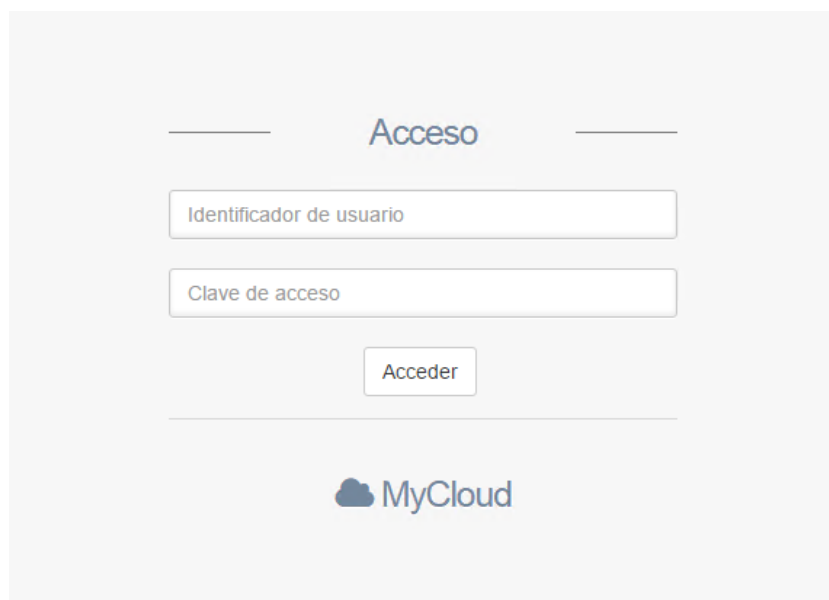 Acceso
Identificador de usuario
Clave de acceso
Acceder
MyCloud